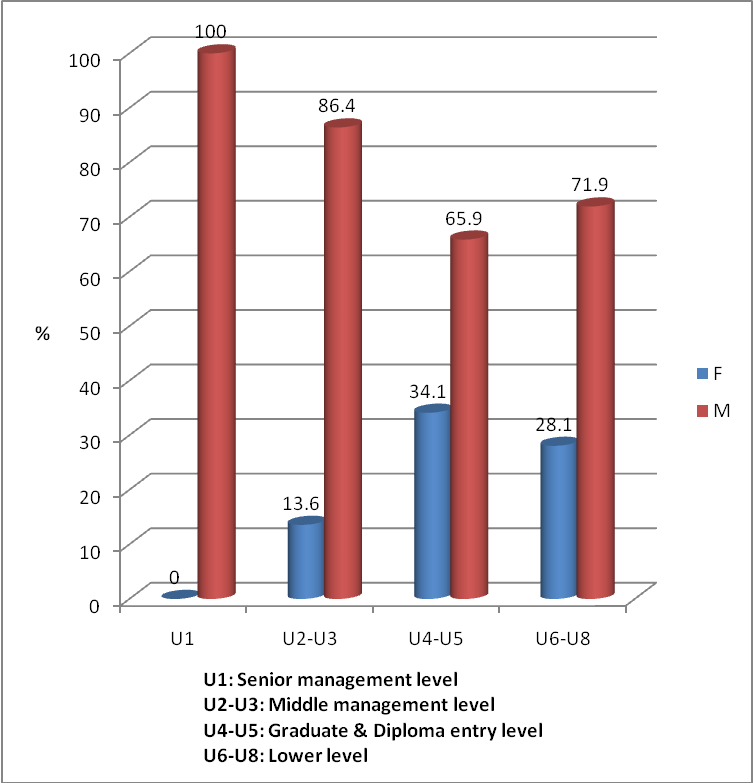 100
100
90
86.4
80
71.9
70
65.9
60
%
50
40
F
34.1
M
30
28.1
20
13.6
10
0
0
U1
U2-U3
U4-U5
U6-U8
U1: Senior management level
U2-U3: Middle management level
U4-U5: Graduate & Diploma entry level
U6-U8: Lower level